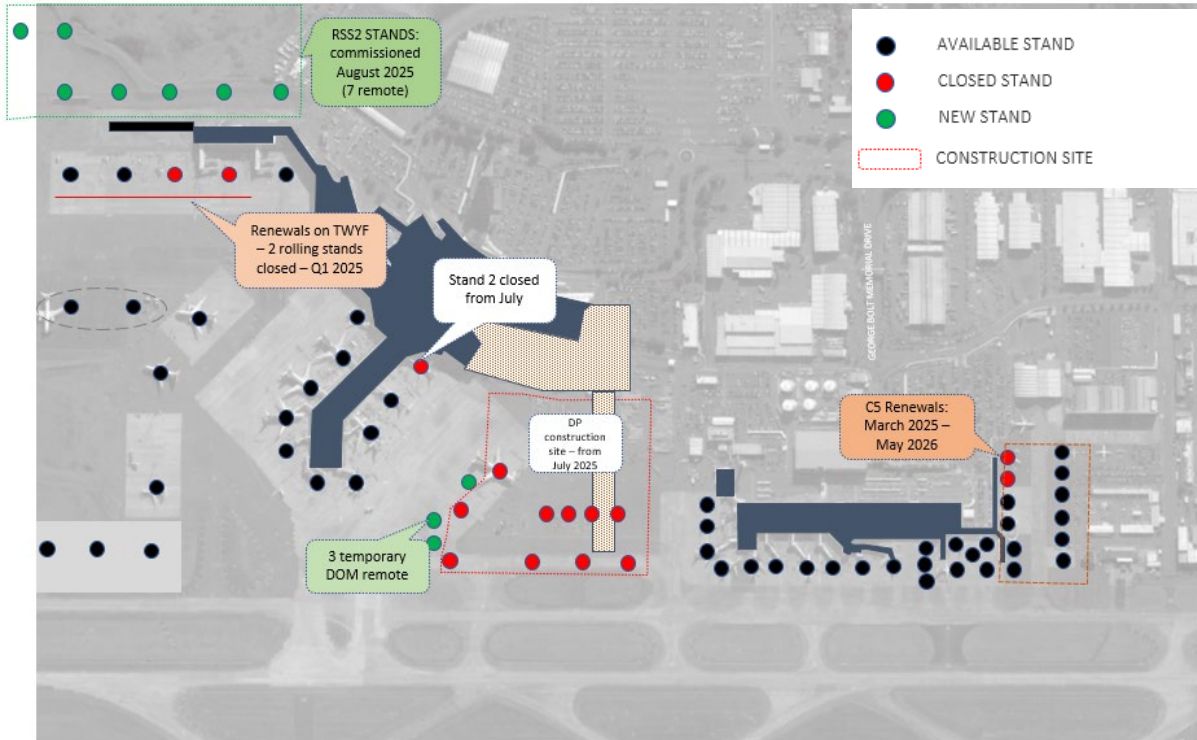 RSS2 STANDS:
commissioned
August 2025
(7 remote)
AVAILABLE STAND
CLOSED STAND
NEW STAND
CONSTRUCTION SITE
Renewals on TWYF
– 2 rolling stands
closed – Q1 2025
Stand 2 closed
from July
GEORGE BOLT MEMORIAL DRIVE
C5 Renewals:
March 2025 –
May 2026
DP
construction
site – from
July 2025
3 temporary
DOM remote